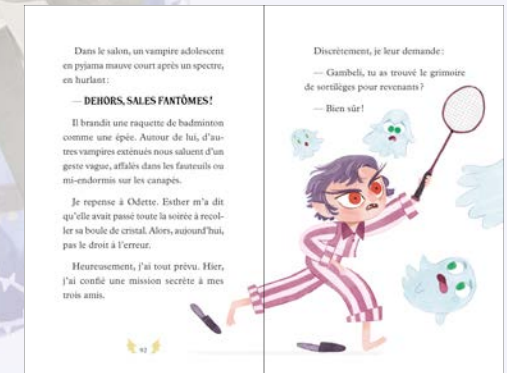 Dans le salon, un vampire adolescent
en pyjama mauve court après un spectre,
en hurlant :
— DEHORS, SALES FANTÔMES !
Il brandit une raquette de badminton
comme une épée. Autour de lui, d'au-
tres vampires exténués nous saluent d'un
geste vague, affalés dans les fauteuils ou
mi-endormis sur les canapés.
Je repense à Odette. Esther m'a dit
qu'elle avait passé toute la soirée à recol-
ler sa boule de cristal. Alors, aujourd'hui,
pas le droit à l'erreur.
Heureusement, j'ai tout prévu. Hier,
j'ai confié une mission secrète à mes
trois amis.
92
Discrètement, je leur demande :
— Gambeli, tu as trouvé le grimoire
de sortilèges pour revenants ?
— Bien sûr !